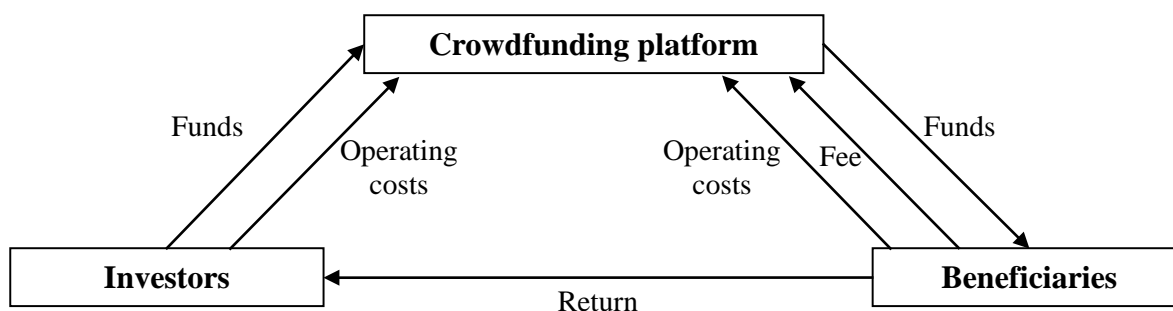 Crowdfunding platform
Funds
Operating
costs
Operating
costs
Fee
Funds
Investors
Beneficiaries
Return